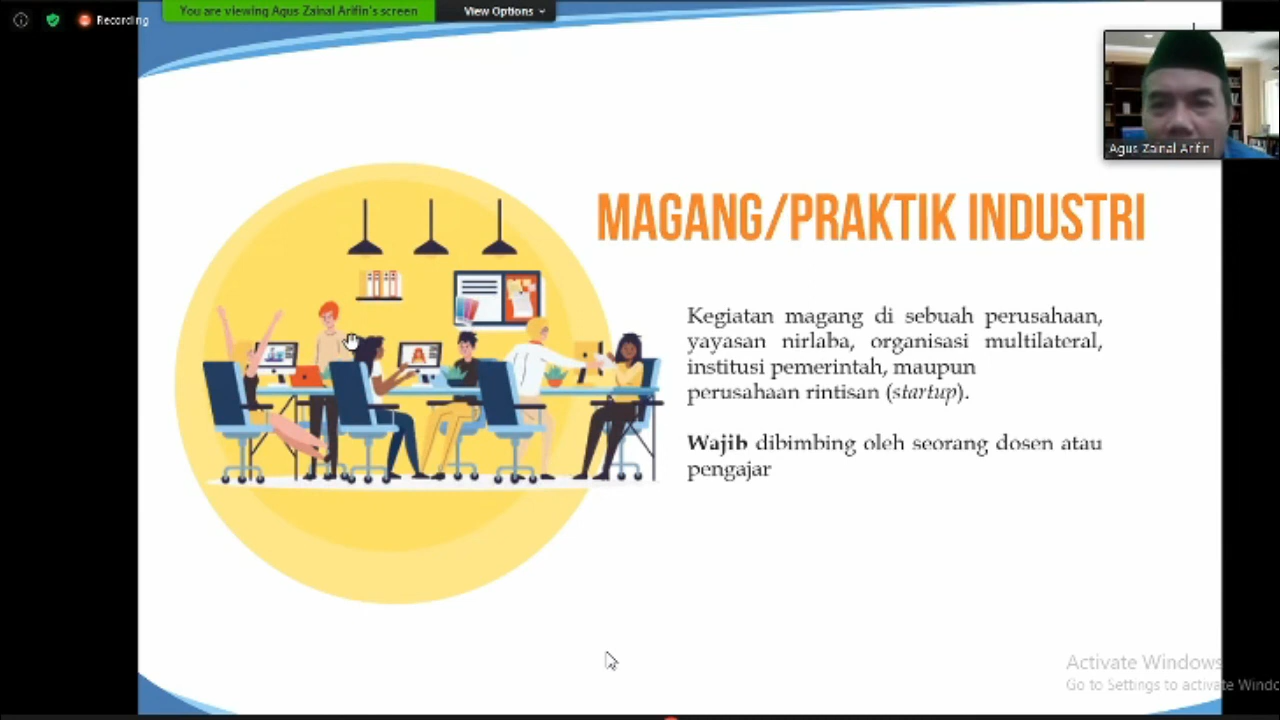 You are viewing Agus Zainal Arifin's screen
View Options
Recording
Agus Zainal Arifin
MAGANG/PRAKTIK INDUSTRI
Kegiatan magang di sebuah perusahaan,
yayasan nirlaba, organisasi multilateral,
institusi pemerintah, maupun
perusahaan rintisan (startup).
Wajib dibimbing oleh seorang dosen atau
pengajar
Activate Windows
Go to Settings to activate Windo